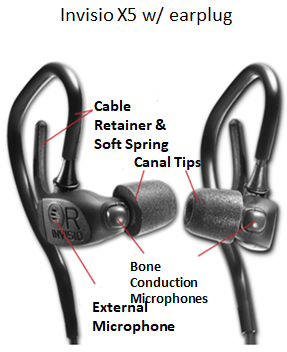 Invisio X5 w/ earplug
Cable
Retainer &
Soft Spring
Canal Tips
R
INVISIO
Bone
Conduction
Microphones
External
Microphone